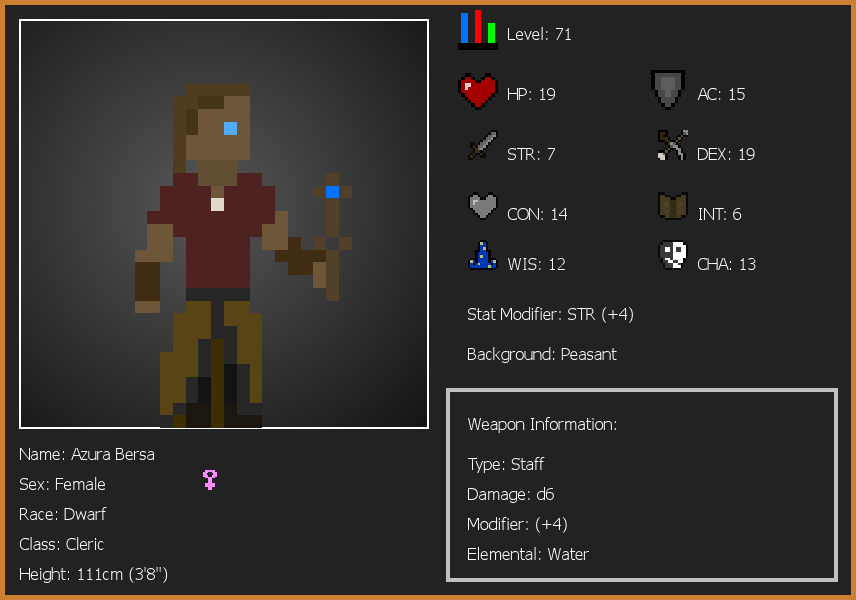 Level: 71
HP: 19
AC: 15
STR: 7
DEX: 19
CON: 14
INT: 6
WIS: 12
CHA: 13
Stat Modifier: STR (+4)
Background: Peasant
Weapon Information:
Type: Staff
Damage: d6
Modifier: (+4)
Elemental: Water
Name: Azura Bersa
Sex: Female
Race: Dwarf
Class: Cleric
Height: 111cm (3'8")